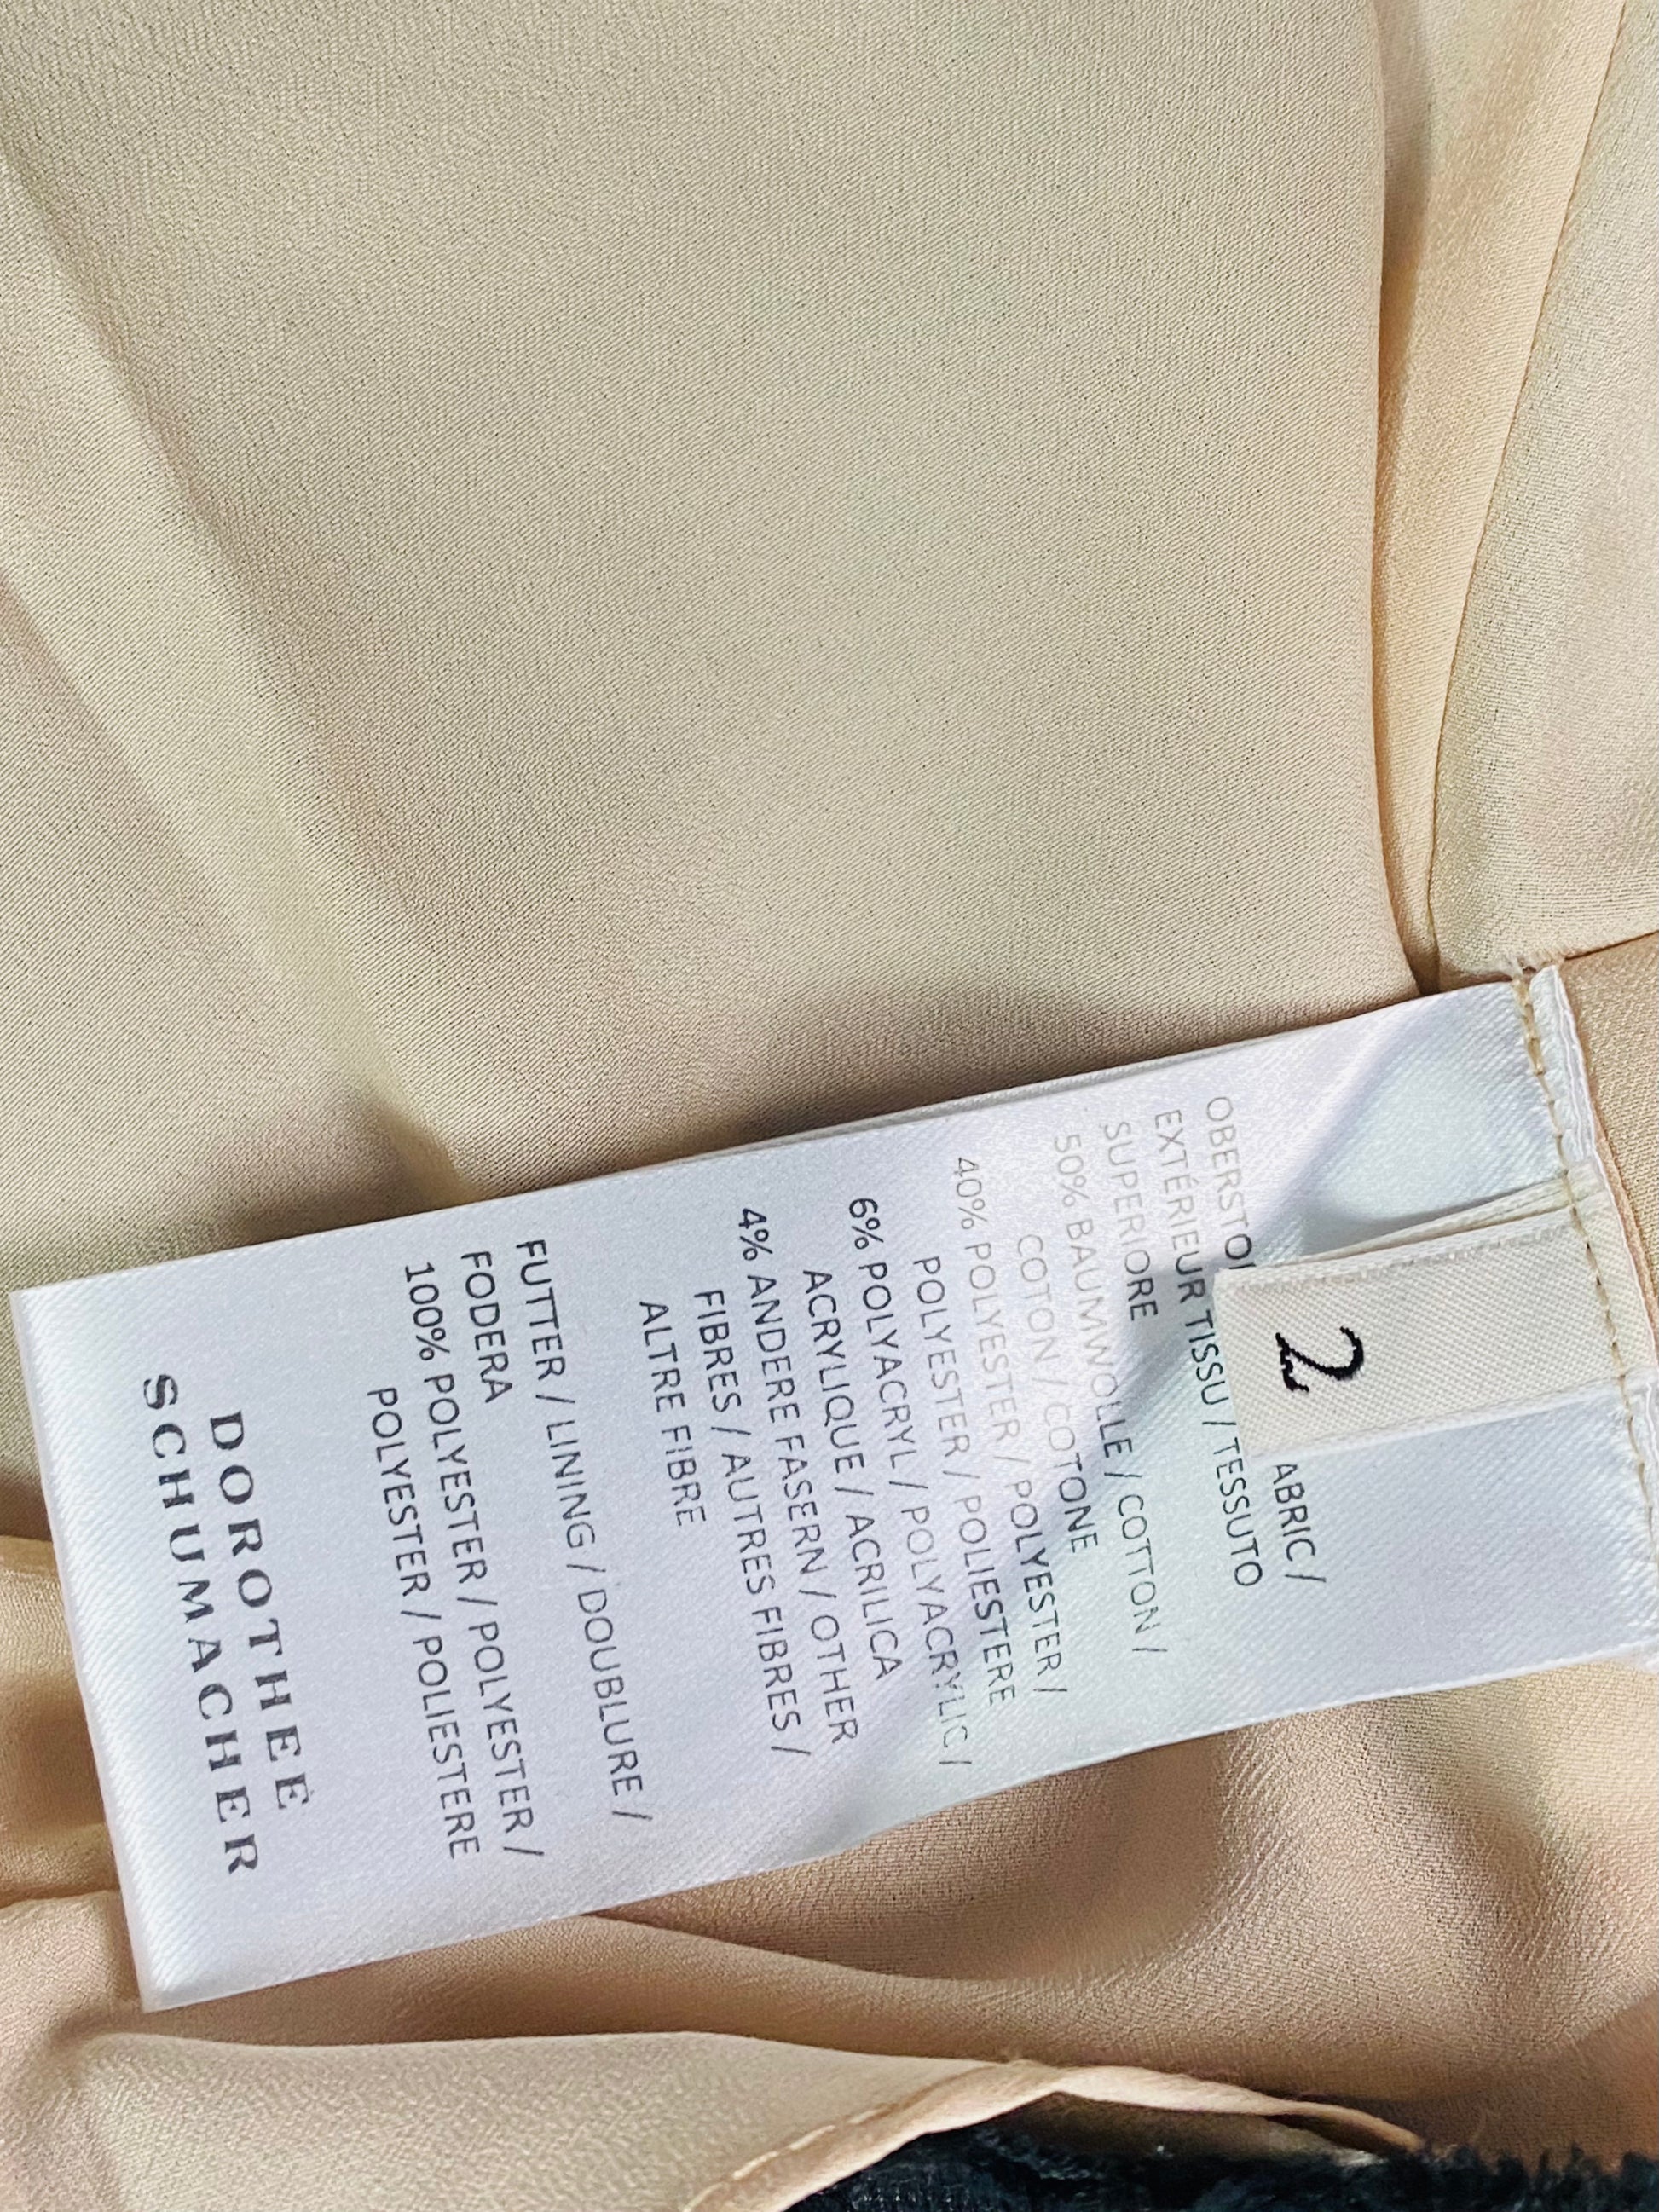 2
OBERSTO
ABRIC /
EXTÉRIEUR TISSU / TESSUTO
SUPERIORE
50% BAUMWOLLE / COTTON /
COTON / COTONE
40% POLYESTER / POLYESTER /
POLYESTER / POLIESTERE
6% POLYACRYL / POLYACRYLIC /
ACRYLIQUE / ACRILICA
4% ANDERE FASERN / OTHER
FIBRES / AUTRES FIBRES /
ALTRE FIBRE
FUTTER / LINING / DOUBLURE /
FODERA
100% POLYESTER / POLYESTER /
POLYESTER / POLIESTERE
DOROTHEE
SCHUMACHER